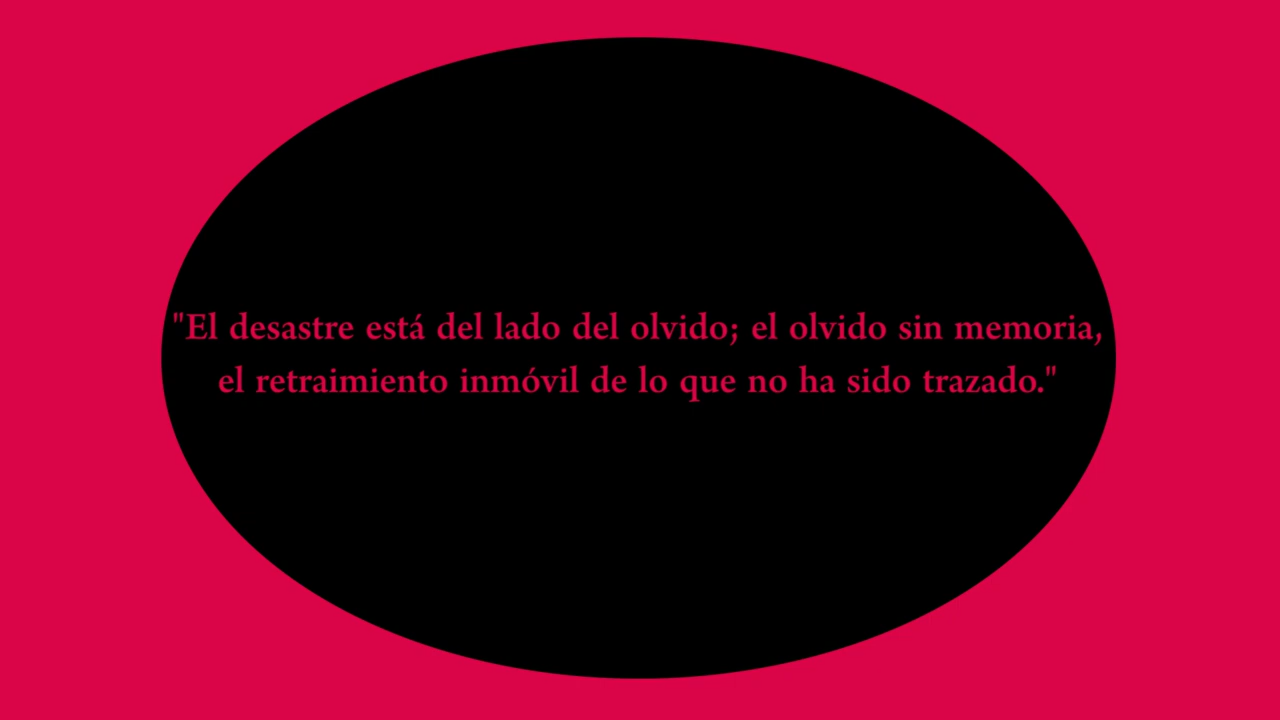 "El desastre está del lado del olvido; el olvido sin memoria,
el retraimiento inmóvil de lo que no ha sido trazado."